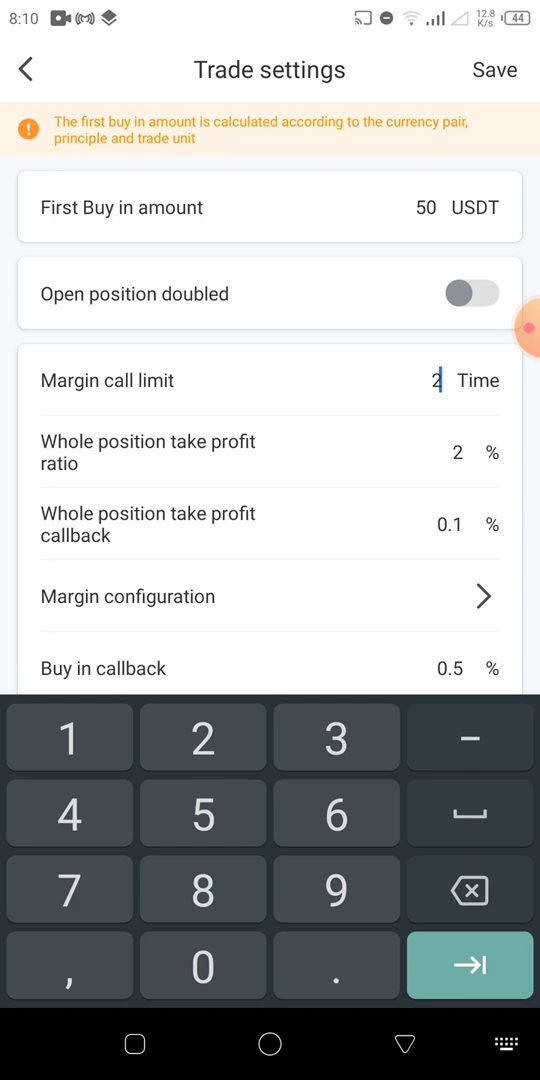 8:10 12.8 K/s 44
Trade settings Save
The first buy in amount is calculated according to the currency pair,
principle and trade unit
First Buy in amount 50 USDT
Open position doubled
Margin call limit 2 Time
Whole position take profit
ratio 2 %
Whole position take profit
callback 0.1 %
Margin configuration
Buy in callback 0.5 %
1 2 3 –
4 5 6
7 8 9
, 0 .